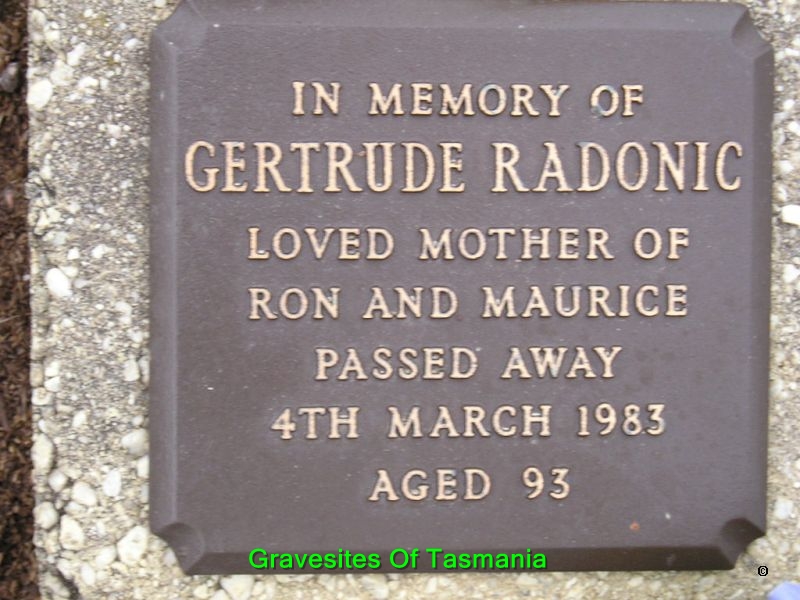 IN MEMORY OF
GERTRUDE RADONIC
LOVED MOTHER OF
RON AND MAURICE
PASSED AWAY
4TH MARCH 1983
AGED 93
Gravesites Of Tasmania
©